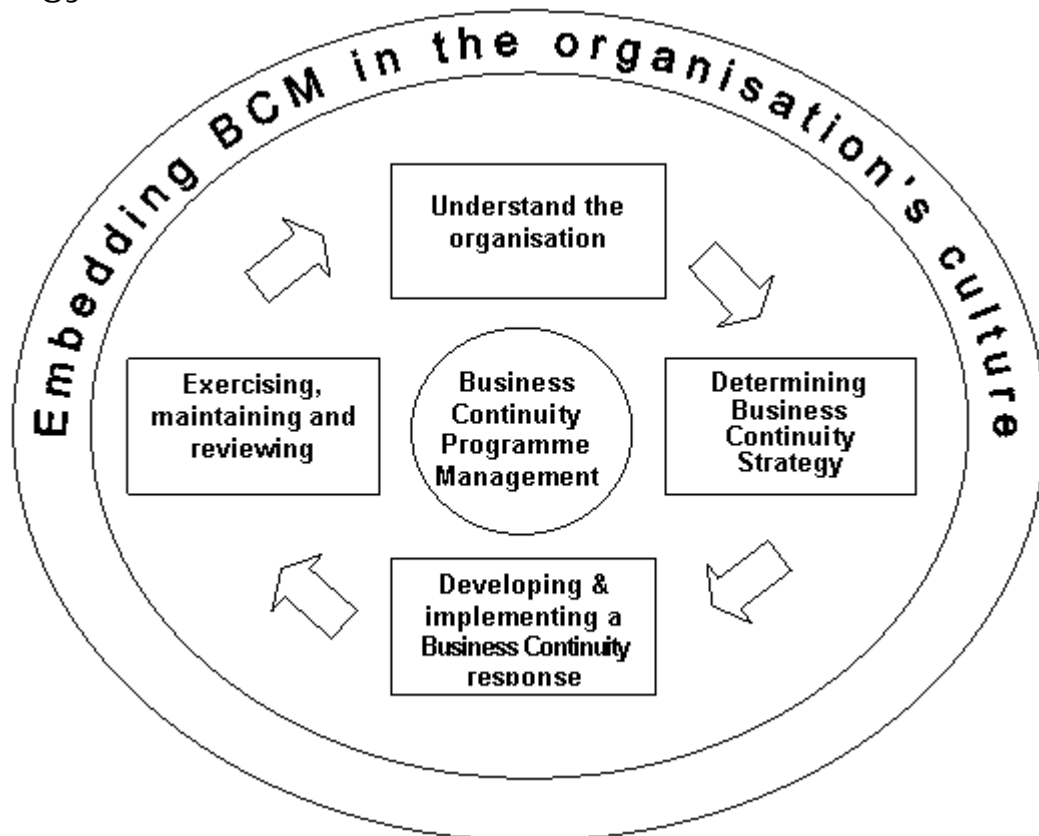 Embedding BCM in the organisation's culture
Understand the
organisation
Exercising,
maintaining and
reviewing
Business
Continuity
Programme
Management
Determining
Business
Continuity
Strategy
Developing &
implementing a
Business Continuity
response